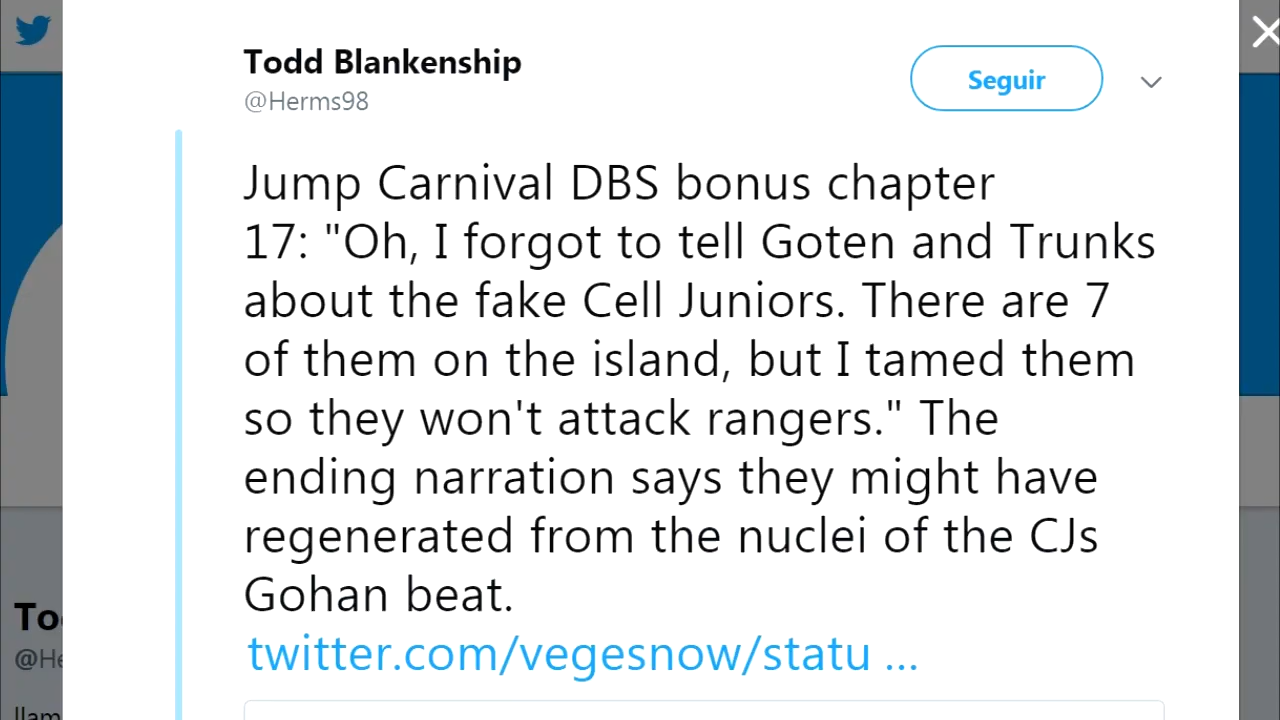 Todd Blankenship
@Herms98
Seguir
Jump Carnival DBS bonus chapter
17: "Oh, I forgot to tell Goten and Trunks
about the fake Cell Juniors. There are 7
of them on the island, but I tamed them
so they won't attack rangers." The
ending narration says they might have
regenerated from the nuclei of the CJs
Gohan beat.
twitter.com/vegesnow/statu ...
To
@He
llam